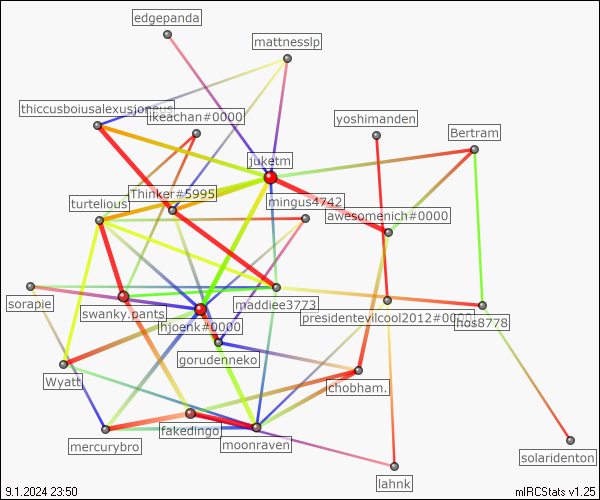 edgepanda
mattnesslp
thiccusboiusalexusjoneus
ikeachan#0000
yoshimanden
Bertram
juketm
Thinker#5995
mingus4742
turtelious
awesomenich#0000
sorapie
swanky.pants
maddiee3773
presidentevilcool2012#0000
hos8778
hjoenk#0000
gorudenneko
Wyatt
chobham.
mercurybro
fakedingo
moonraven
solaridenton
lahnk
9.1.2024 23:50
mIRCStats v1.25